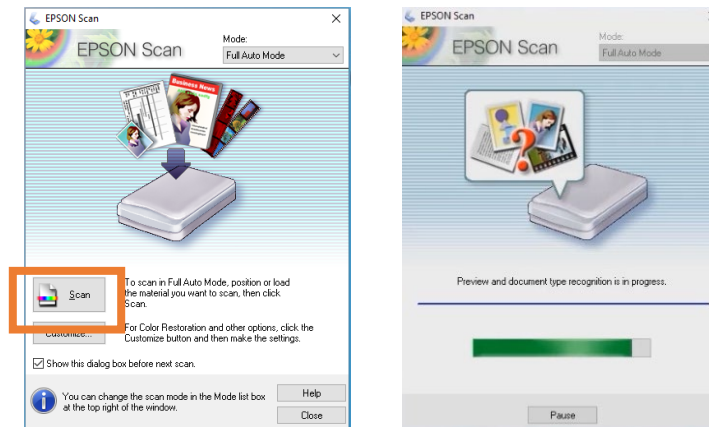 EPSON Scan
EPSON Scan
Mode:
Full Auto Mode
Business News
Scan
To scan in Full Auto Mode, position or load
the material you want to scan, then click
Scan.
Customize...
For Color Restoration and other options, click the
Customize button and then make the settings.
Show this dialog box before next scan.
You can change the scan mode in the Mode list box
at the top right of the window.
Help
Close
EPSON Scan
EPSON Scan
Mode:
Full Auto Mode
Preview and document type recognition is in progress.
Pause